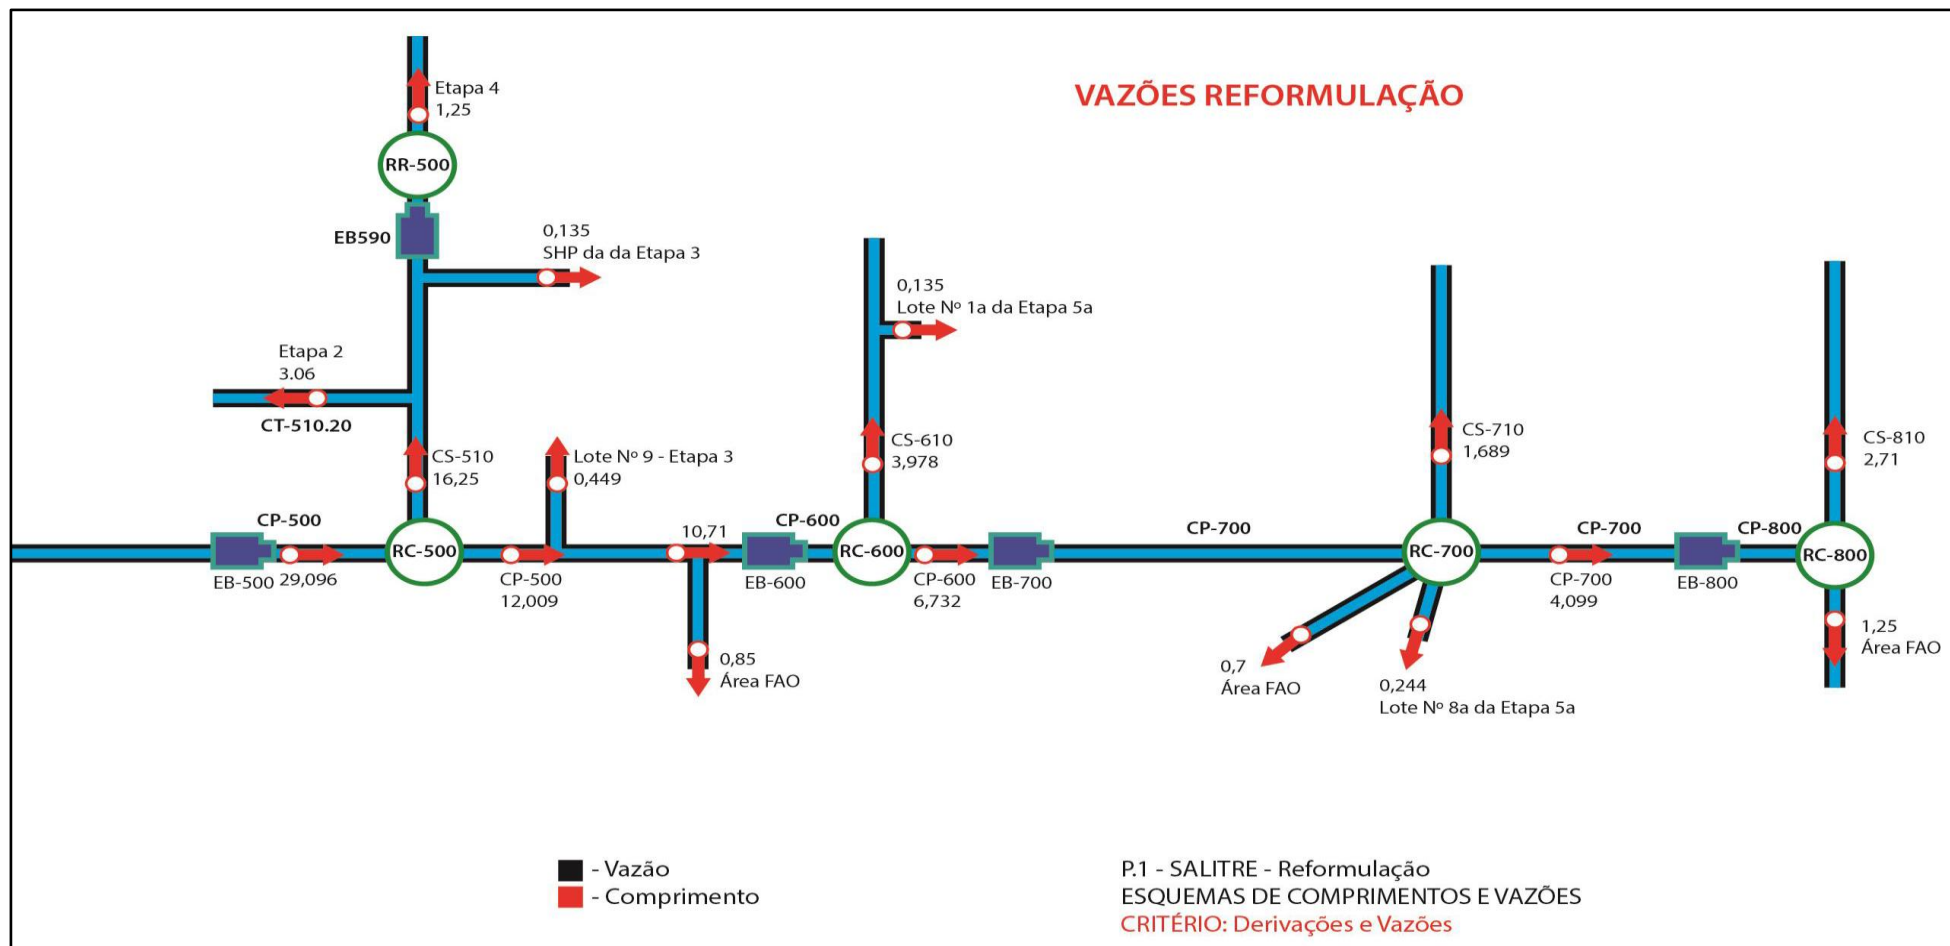 VAZÕES REFORMULAÇÃO
Etapa 4
1,25
RR-500
EB590
0,135
SHP da da Etapa 3
0,135
Lote Nº 1a da Etapa 5a
Etapa 2
3.06
CT-510.20
CS-510
16,25
Lote Nº 9 - Etapa 3
0,449
CS-610
3,978
CS-710
1,689
CS-810
2,71
CP-500
RC-500
10,71
CP-600
RC-600
CP-700
RC-700
CP-700
CP-800
RC-800
EB-500
29,096
CP-500
12,009
EB-600
CP-600
6,732
EB-700
CP-700
4,099
EB-800
0,85
Área FAO
0,7
Área FAO
0,244
Lote Nº 8a da Etapa 5a
1,25
Área FAO
- Vazão
- Comprimento
P.1 - SALITRE - Reformulação
ESQUEMAS DE COMPRIMENTOS E VAZÕES
CRITÉRIO: Derivações e Vazões